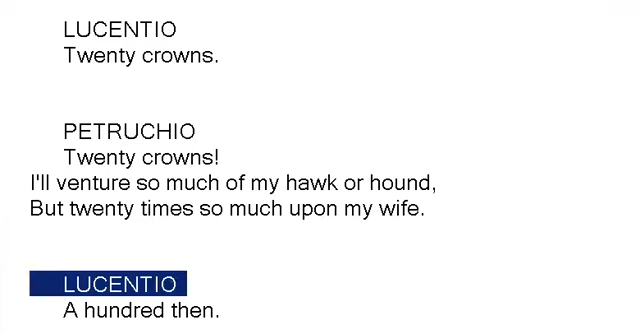 LUCENTIO
Twenty crowns.
PETRUCHIO
Twenty crowns!
I'll venture so much of my hawk or hound,
But twenty times so much upon my wife.
LUCENTIO
A hundred then.